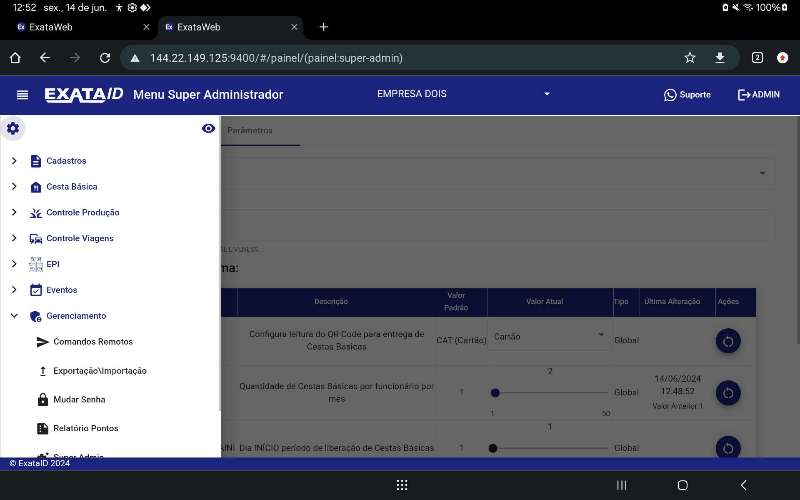 12:52 sex., 14 de jun.
100%
ExataWeb
ExataWeb
144.22.149.125:9400/#/painel/(painel:super-admin)
2
EXATAID
Menu Super Administrador
EMPRESA DOIS
Suporte
ADMIN
Parâmetros
Cadastros
Cesta Básica
Controle Produção
Controle Viagens
EPI
Eventos
Gerenciamento
Comandos Remotos
Exportação\Importação
Mudar Senha
Relatório Pontos
Super Admin
ma:
Descrição
Valor Padrão
Valor Atual
Tipo
Última Alteração
Ações
Configura leitura do QR Code para entrega de
Cestas Básicas
CAT (Cartão)
Cartão
Global
Quantidade de Cestas Básicas por funcionário por
mês
1
2
1
50
Global
14/06/2024
12:48:52
Valor Anterior:1
Dia INÍCIO período de liberação de Cestas Básicas
1
1
Global
© ExataID 2024